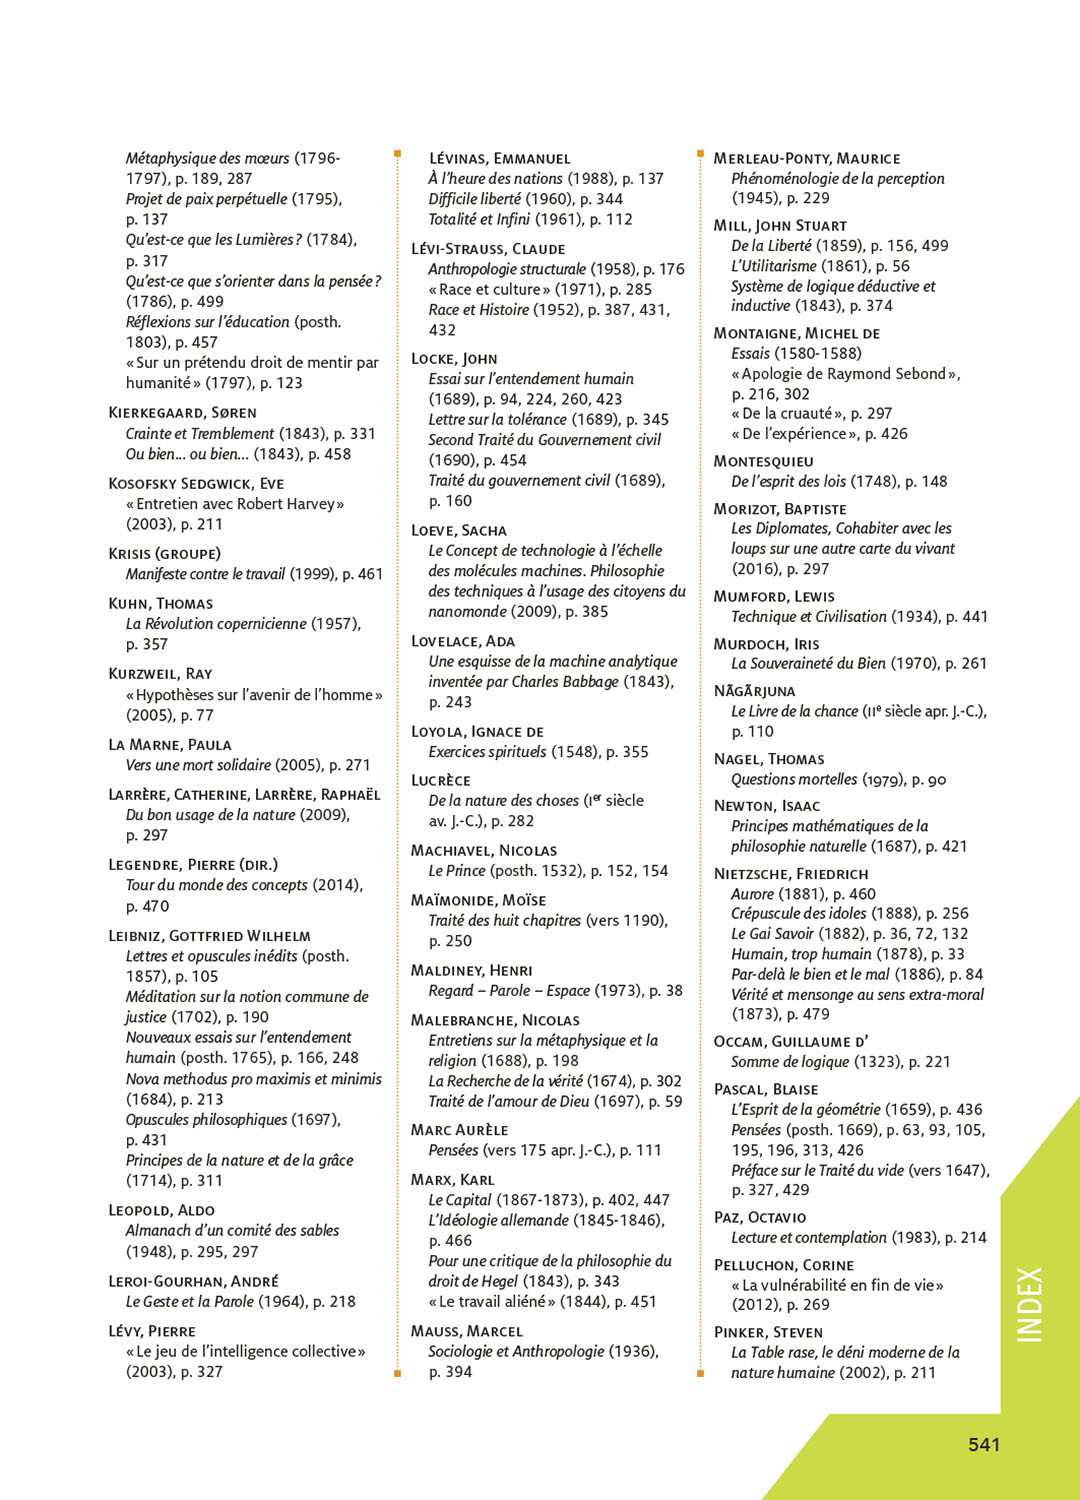 Métaphysique des mœurs (1796-
1797), p. 189, 287
Projet de paix perpétuelle (1795),
p. 137
Qu’est-ce que les Lumières ? (1784),
p. 317
Qu’est-ce que s’orienter dans la pensée ?
(1786), p. 499
Réflexions sur l’éducation (posth.
1803), p. 457
« Sur un prétendu droit de mentir par
humanité » (1797), p. 123
Kierkegaard, Søren
Crainte et Tremblement (1843), p. 331
Ou bien... ou bien... (1843), p. 458
Kosofsky Sedgwick, Eve
« Entretien avec Robert Harvey »
(2003), p. 211
Krisis (groupe)
Manifeste contre le travail (1999), p. 461
Kuhn, Thomas
La Révolution copernicienne (1957),
p. 357
Kurzweil, Ray
« Hypothèses sur l’avenir de l’homme »
(2005), p. 77
La Marne, Paula
Vers une mort solidaire (2005), p. 271
Larrère, Catherine, Larrère, Raphaël
Du bon usage de la nature (2009),
p. 297
Legendre, Pierre (dir.)
Tour du monde des concepts (2014),
p. 470
Leibniz, Gottfried Wilhelm
Lettres et opuscules inédits (posth.
1857), p. 105
Méditation sur la notion commune de
justice (1702), p. 190
Nouveaux essais sur l’entendement
humain (posth. 1765), p. 166, 248
Nova methodus pro maximis et minimis
(1684), p. 213
Opuscules philosophiques (1697),
p. 431
Principes de la nature et de la grâce
(1714), p. 311
Leopold, Aldo
Almanach d’un comité des sables
(1948), p. 295, 297
Leroi-Gourhan, André
Le Geste et la Parole (1964), p. 218
Lévy, Pierre
« Le jeu de l’intelligence collective »
(2003), p. 327
Lévinas, Emmanuel
À l’heure des nations (1988), p. 137
Difficile liberté (1960), p. 344
Totalité et Infini (1961), p. 112
Lévi-Strauss, Claude
Anthropologie structurale (1958), p. 176
« Race et culture » (1971), p. 285
Race et Histoire (1952), p. 387, 431,
432
Locke, John
Essai sur l’entendement humain
(1689), p. 94, 224, 260, 423
Lettre sur la tolérance (1689), p. 345
Second Traité du Gouvernement civil
(1690), p. 454
Traité du gouvernement civil (1689),
p. 160
Loeve, Sacha
Le Concept de technologie à l’échelle
des molécules machines. Philosophie
des techniques à l’usage des citoyens du
nanomonde (2009), p. 385
Lovelace, Ada
Une esquisse de la machine analytique
inventée par Charles Babbage (1843),
p. 243
Loyola, Ignace de
Exercices spirituels (1548), p. 355
Lucrèce
De la nature des choses (Ier siècle
av. J.-C.), p. 282
Machiavel, Nicolas
Le Prince (posth. 1532), p. 152, 154
Maïmonide, Moïse
Traité des huit chapitres (vers 1190),
p. 250
Maldiney, Henri
Regard – Parole – Espace (1973), p. 38
Malebranche, Nicolas
Entretiens sur la métaphysique et la
religion (1688), p. 198
La Recherche de la vérité (1674), p. 302
Traité de l’amour de Dieu (1697), p. 59
Marc Aurèle
Pensées (vers 175 apr. J.-C.), p. 111
Marx, Karl
Le Capital (1867-1873), p. 402, 447
L’Idéologie allemande (1845-1846),
p. 466
Pour une critique de la philosophie du
droit de Hegel (1843), p. 343
« Le travail aliéné » (1844), p. 451
Mauss, Marcel
Sociologie et Anthropologie (1936),
p. 394
Merleau-Ponty, Maurice
Phénoménologie de la perception
(1945), p. 229
Mill, John Stuart
De la Liberté (1859), p. 156, 499
L’Utilitarisme (1861), p. 56
Système de logique déductive et
inductive (1843), p. 374
Montaigne, Michel de
Essais (1580-1588)
« Apologie de Raymond Sebond »,
p. 216, 302
« De la cruauté », p. 297
« De l’expérience », p. 426
Montesquieu
De l’esprit des lois (1748), p. 148
Morizot, Baptiste
Les Diplomates, Cohabiter avec les
loups sur une autre carte du vivant
(2016), p. 297
Mumford, Lewis
Technique et Civilisation (1934), p. 441
Murdoch, Iris
La Souveraineté du Bien (1970), p. 261
Nãgãrjuna
Le Livre de la chance (IIe siècle apr. J.-C.),
p. 110
Nagel, Thomas
Questions mortelles (1979), p. 90
Newton, Isaac
Principes mathématiques de la
philosophie naturelle (1687), p. 421
Nietzsche, Friedrich
Aurore (1881), p. 460
Crépuscule des idoles (1888), p. 256
Le Gai Savoir (1882), p. 36, 72, 132
Humain, trop humain (1878), p. 33
Par-delà le bien et le mal (1886), p. 84
Vérité et mensonge au sens extra-moral
(1873), p. 479
Occam, Guillaume d’
Somme de logique (1323), p. 221
Pascal, Blaise
L’Esprit de la géométrie (1659), p. 436
Pensées (posth. 1669), p. 63, 93, 105,
195, 196, 313, 426
Préface sur le Traité du vide (vers 1647),
p. 327, 429
Paz, Octavio
Lecture et contemplation (1983), p. 214
Pelluchon, Corine
« La vulnérabilité en fin de vie »
(2012), p. 269
Pinker, Steven
La Table rase, le déni moderne de la
nature humaine (2002), p. 211
INDEX
541